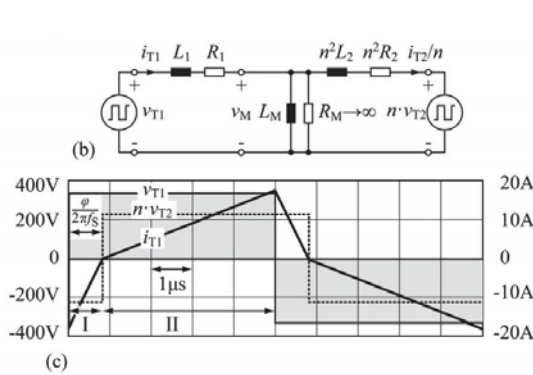 i_T1 L_1 R_1 n²L_2 n²R_2 i_T2/n
+ + +
v_T1 v_M L_M R_M→∞ n·v_T2
- - -
(b)
400V 20A
v_T1
φ
2πf_S
n·v_T2
200V 10A
i_T1
0 0
1μs
-200V -10A
I II
-400V -20A
(c)